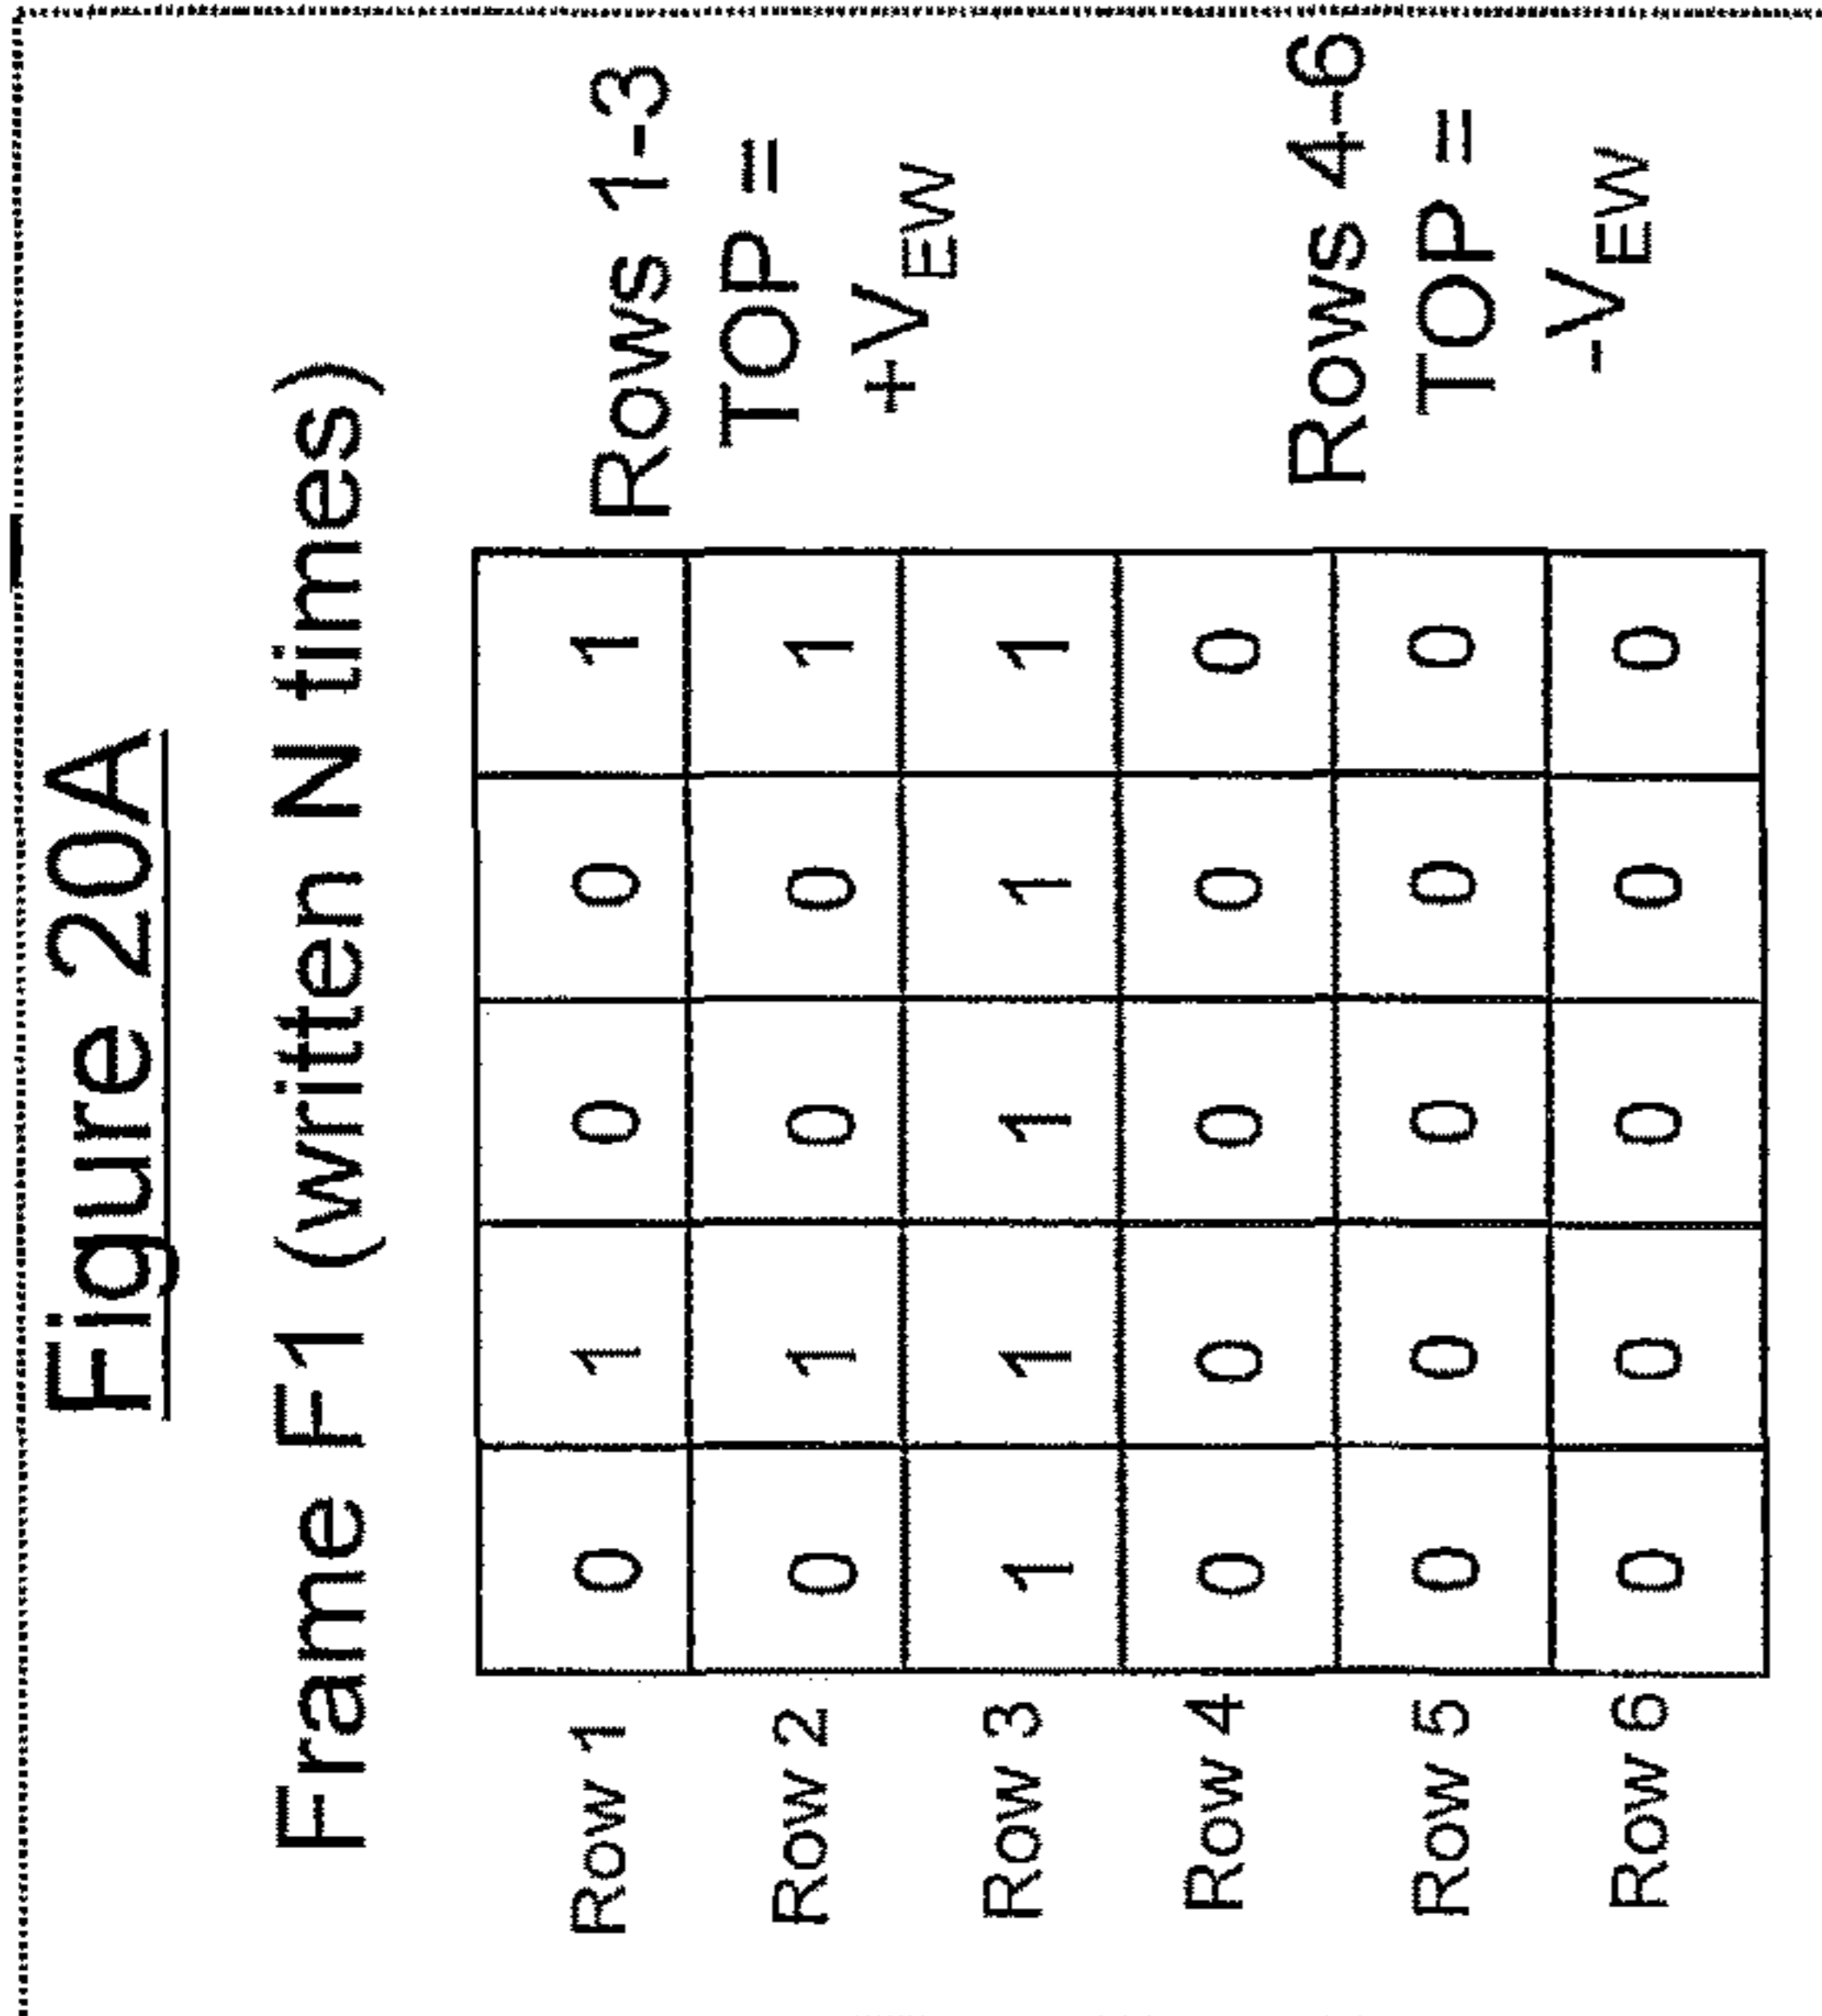 Figure 20A
Frame F1 (written N times)
Row 1 0 1 0 0 1
Row 2 0 1 0 0 1
Row 3 1 1 1 1 1
Row 4 0 0 0 0 0
Row 5 0 0 0 0 0
Row 6 0 0 0 0 0
Rows 1-3
TOP =
+VEW
Rows 4-6
TOP =
-VEW